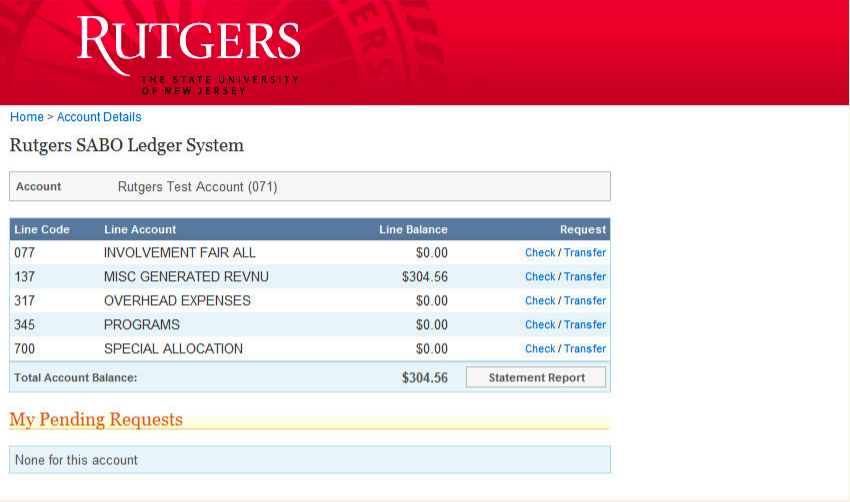 RUTGERS
THE STATE UNIVERSITY
OF NEW JERSEY
Home > Account Details
Rutgers SABO Ledger System
Account Rutgers Test Account (071)
Line Code Line Account Line Balance Request
077 INVOLVEMENT FAIR ALL $0.00 Check / Transfer
137 MISC GENERATED REVNU $304.56 Check / Transfer
317 OVERHEAD EXPENSES $0.00 Check / Transfer
345 PROGRAMS $0.00 Check / Transfer
700 SPECIAL ALLOCATION $0.00 Check / Transfer
Total Account Balance: $304.56 Statement Report
My Pending Requests
None for this account